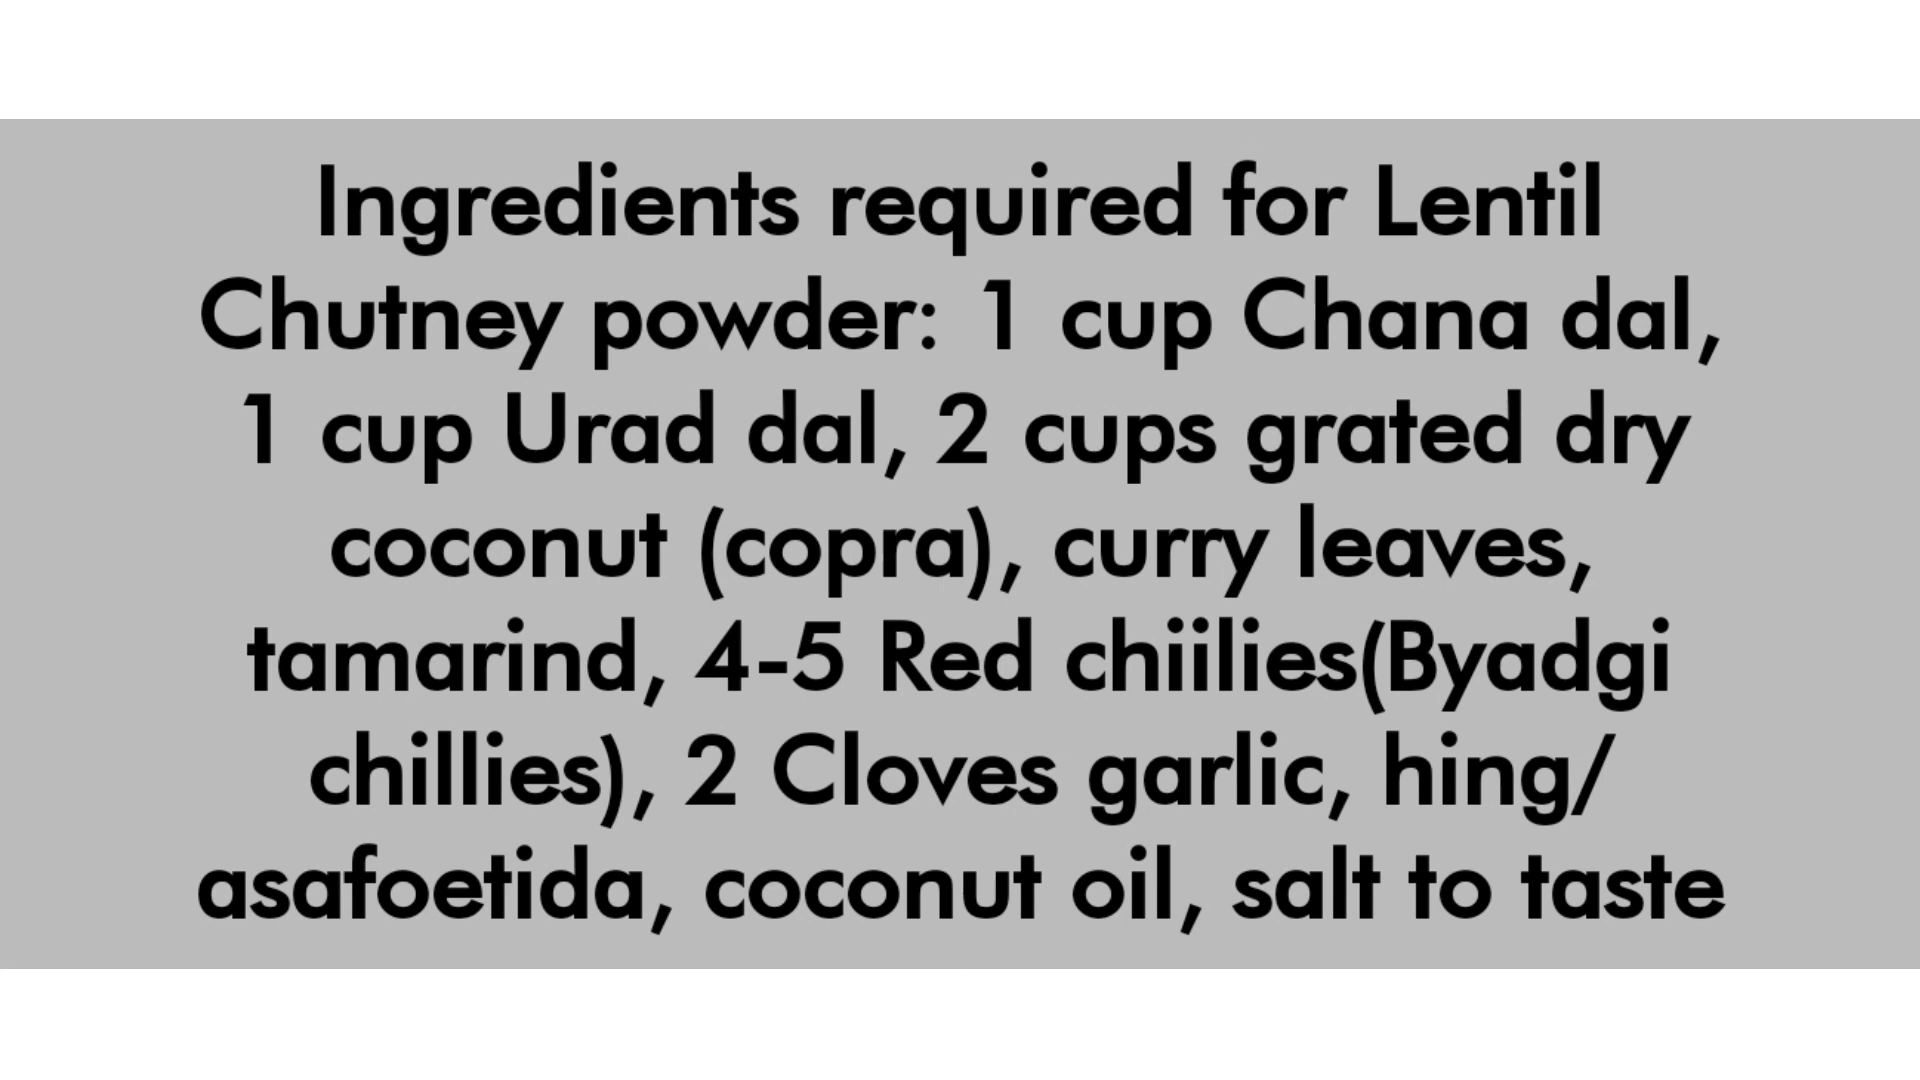 Ingredients required for Lentil
Chutney powder: 1 cup Chana dal,
1 cup Urad dal, 2 cups grated dry
coconut (copra), curry leaves,
tamarind, 4-5 Red chiilies(Byadgi
chillies), 2 Cloves garlic, hing/
asafoetida, coconut oil, salt to taste